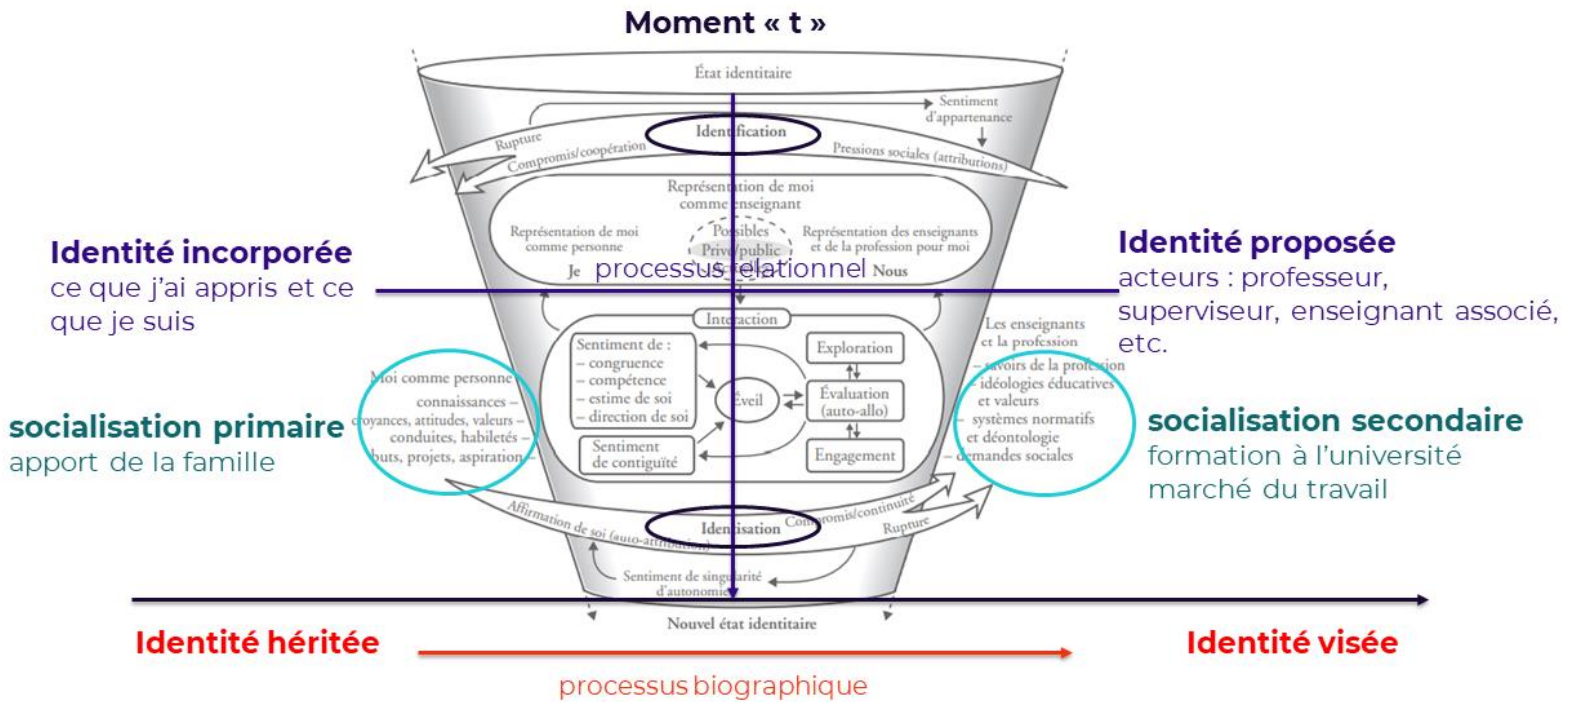 Moment « t »
État identitaire
Sentiment
d'appartenance
Identification
Rupture
Compromis/coopération
Pressions sociales (attributions)
Représentation de moi
comme enseignant
Représentation de moi
comme personne
Possibles
Privé/public
Représentation des enseignants
et de la profession pour moi
Je
processus relationnel
Nous
Identité incorporée
ce que j'ai appris et ce
que je suis
Identité proposée
acteurs : professeur,
superviseur, enseignant associé,
etc.
Interaction
Sentiment de :
– congruence
– compétence
– estime de soi
– direction de soi
Sentiment
de contiguïté
Éveil
Exploration
Évaluation
(auto-allo)
Engagement
Les enseignants
et la profession
– savoirs de la profession
– idéologies éducatives
et valeurs
– systèmes normatifs
et déontologie
– demandes sociales
Moi comme personne
connaissances –
croyances, attitudes, valeurs –
conduites, habiletés –
buts, projets, aspiration –
socialisation primaire
apport de la famille
socialisation secondaire
formation à l'université
marché du travail
Affirmation de soi (auto-attribution)
Identisation
Compromis/continuité
Rupture
Sentiment de singularité
d'autonomie
Nouvel état identitaire
Identité héritée
Identité visée
processus biographique